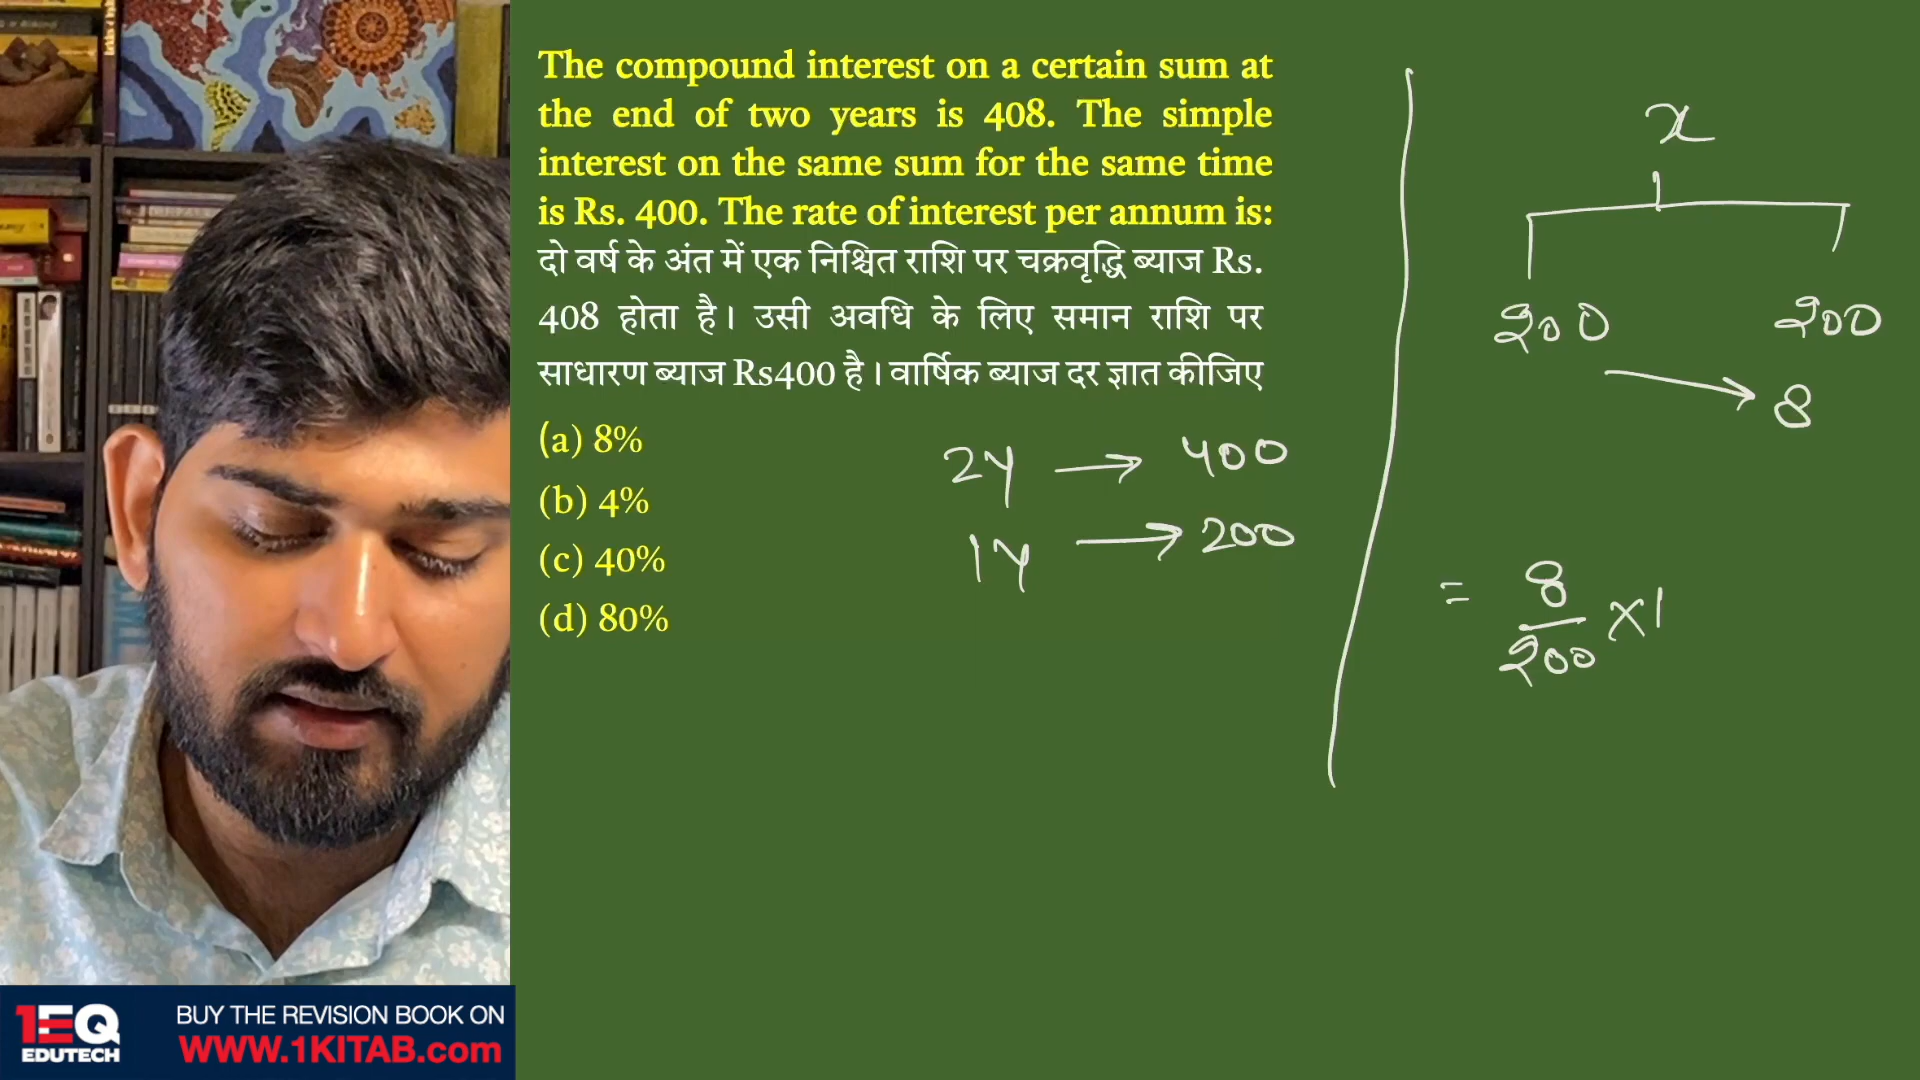 The compound interest on a certain sum at
the end of two years is 408. The simple
interest on the same sum for the same time
is Rs. 400. The rate of interest per annum is:
दो वर्ष के अंत में एक निश्चित राशि पर चक्रवृद्धि ब्याज Rs.
408 होता है। उसी अवधि के लिए समान राशि पर
साधारण ब्याज Rs400 है। वार्षिक ब्याज दर ज्ञात कीजिए
(a) 8%
(b) 4%
(c) 40%
(d) 80%
2y → 400
1y → 200
x
200 200
→ 8
= 8/200 × 1
1EQ
EDUTECH
BUY THE REVISION BOOK ON
WWW.1KITAB.com